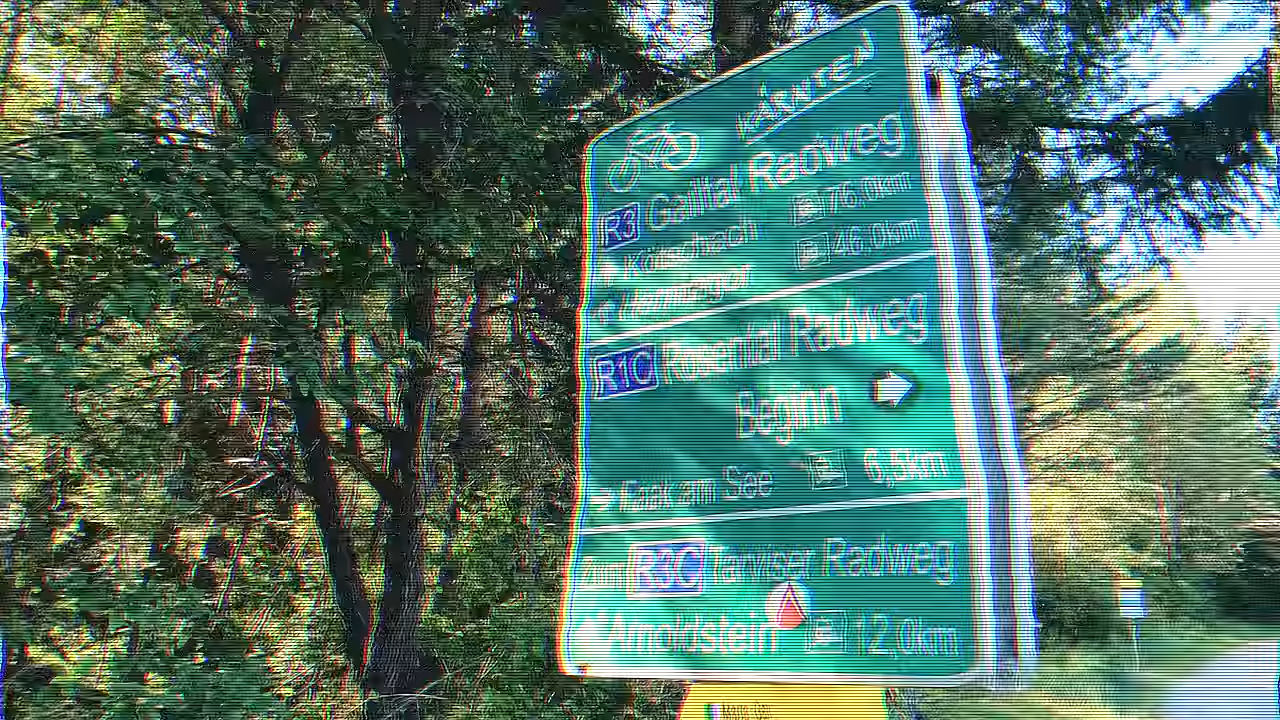 KÄRNTEN
R3 Gailtal Radweg
Kötschach 76.0km
Hermagor 46.0km
R1C Rosental Radweg
Beginn
Faak am See 6,5km
zum R3C Tarviser Radweg
Arnoldstein 12,0km